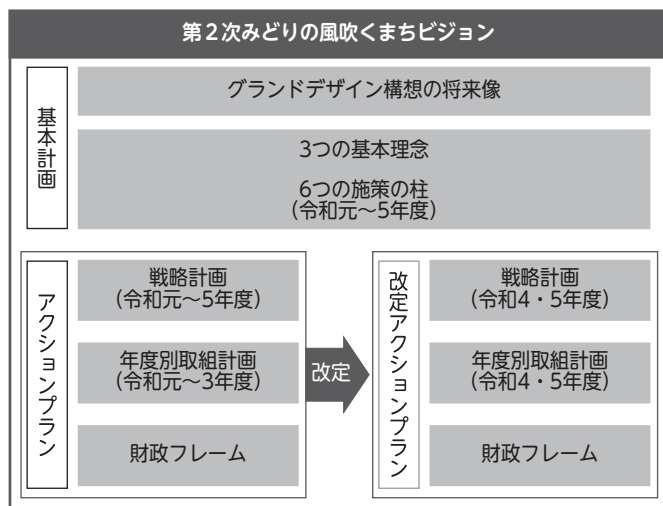 第2次みどりの風吹くまちビジョン
基本計画
グランドデザイン構想の将来像
3つの基本理念
6つの施策の柱
(令和元～5年度)
アクションプラン
戦略計画
(令和元～5年度)
年度別取組計画
(令和元～3年度)
財政フレーム
改定
改定アクションプラン
戦略計画
(令和4・5年度)
年度別取組計画
(令和4・5年度)
財政フレーム